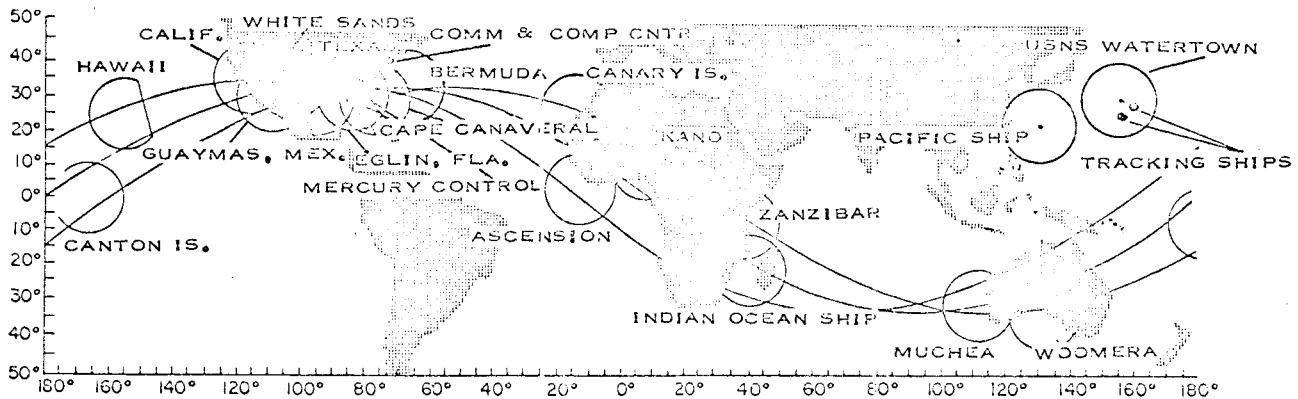 50°
40°
30°
20°
10°
0°
10°
20°
30°
40°
50°
WHITE SANDS
CALIF.
TEXAS
COMM & COMP CNTR
USNS WATERTOWN
HAWAII
BERMUDA
CANARY IS.
CAPE CANAVERAL
KANO
PACIFIC SHIP
GUAYMAS, MEX.
EGLIN, FLA.
TRACKING SHIPS
MERCURY CONTROL
ZANZIBAR
CANTON IS.
ASCENSION
INDIAN OCEAN SHIP
MUCHEA
WOOMERA
180° 160° 140° 120° 100° 80° 60° 40° 20° 0° 20° 40° 60° 80° 100° 120° 140° 160° 180°